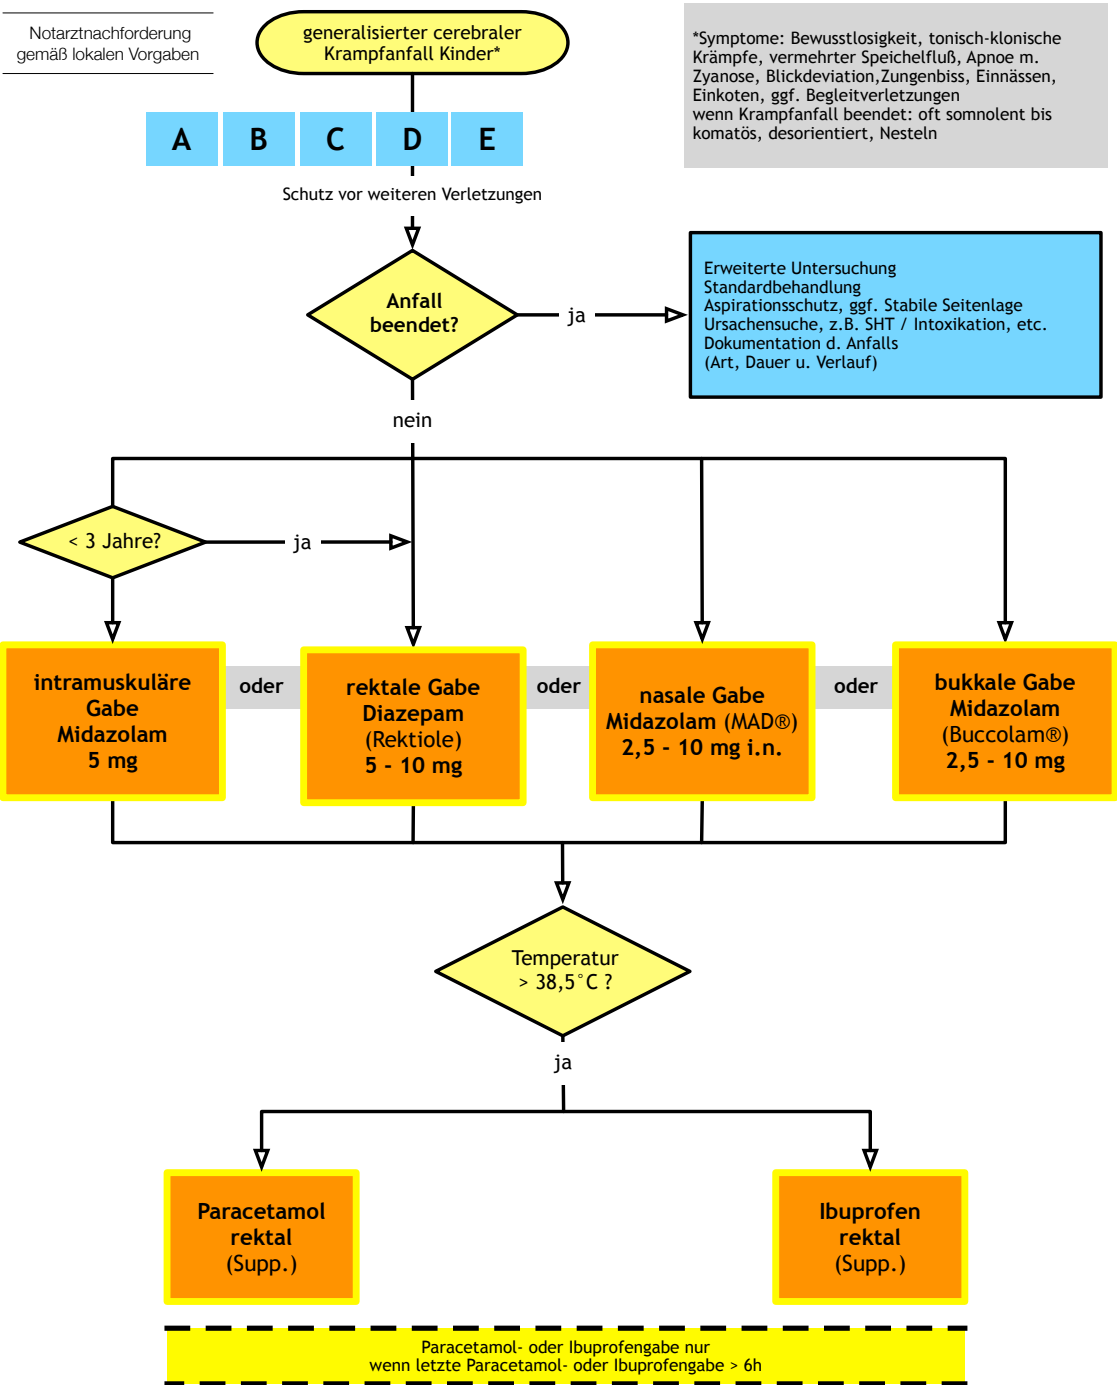 Notarztnachforderung
gemäß lokalen Vorgaben
generalisierter cerebraler
Krampfanfall Kinder*
*Symptome: Bewusstlosigkeit, tonisch-klonische
Krämpfe, vermehrter Speichelfluß, Apnoe m.
Zyanose, Blickdeviation,Zungenbiss, Einnässen,
Einkoten, ggf. Begleitverletzungen
wenn Krampfanfall beendet: oft somnolent bis
komatös, desorientiert, Nesteln
A B C D E
Schutz vor weiteren Verletzungen
Anfall
beendet?
ja
Erweiterte Untersuchung
Standardbehandlung
Aspirationsschutz, ggf. Stabile Seitenlage
Ursachensuche, z.B. SHT / Intoxikation, etc.
Dokumentation d. Anfalls
(Art, Dauer u. Verlauf)
nein
< 3 Jahre?
ja
intramuskuläre
Gabe
Midazolam
5 mg
oder
rektale Gabe
Diazepam
(Rektiole)
5 - 10 mg
oder
nasale Gabe
Midazolam (MAD®)
2,5 - 10 mg i.n.
oder
bukkale Gabe
Midazolam
(Buccolam®)
2,5 - 10 mg
Temperatur
> 38,5°C ?
ja
Paracetamol
rektal
(Supp.)
Ibuprofen
rektal
(Supp.)
Paracetamol- oder Ibuprofengabe nur
wenn letzte Paracetamol- oder Ibuprofengabe > 6h